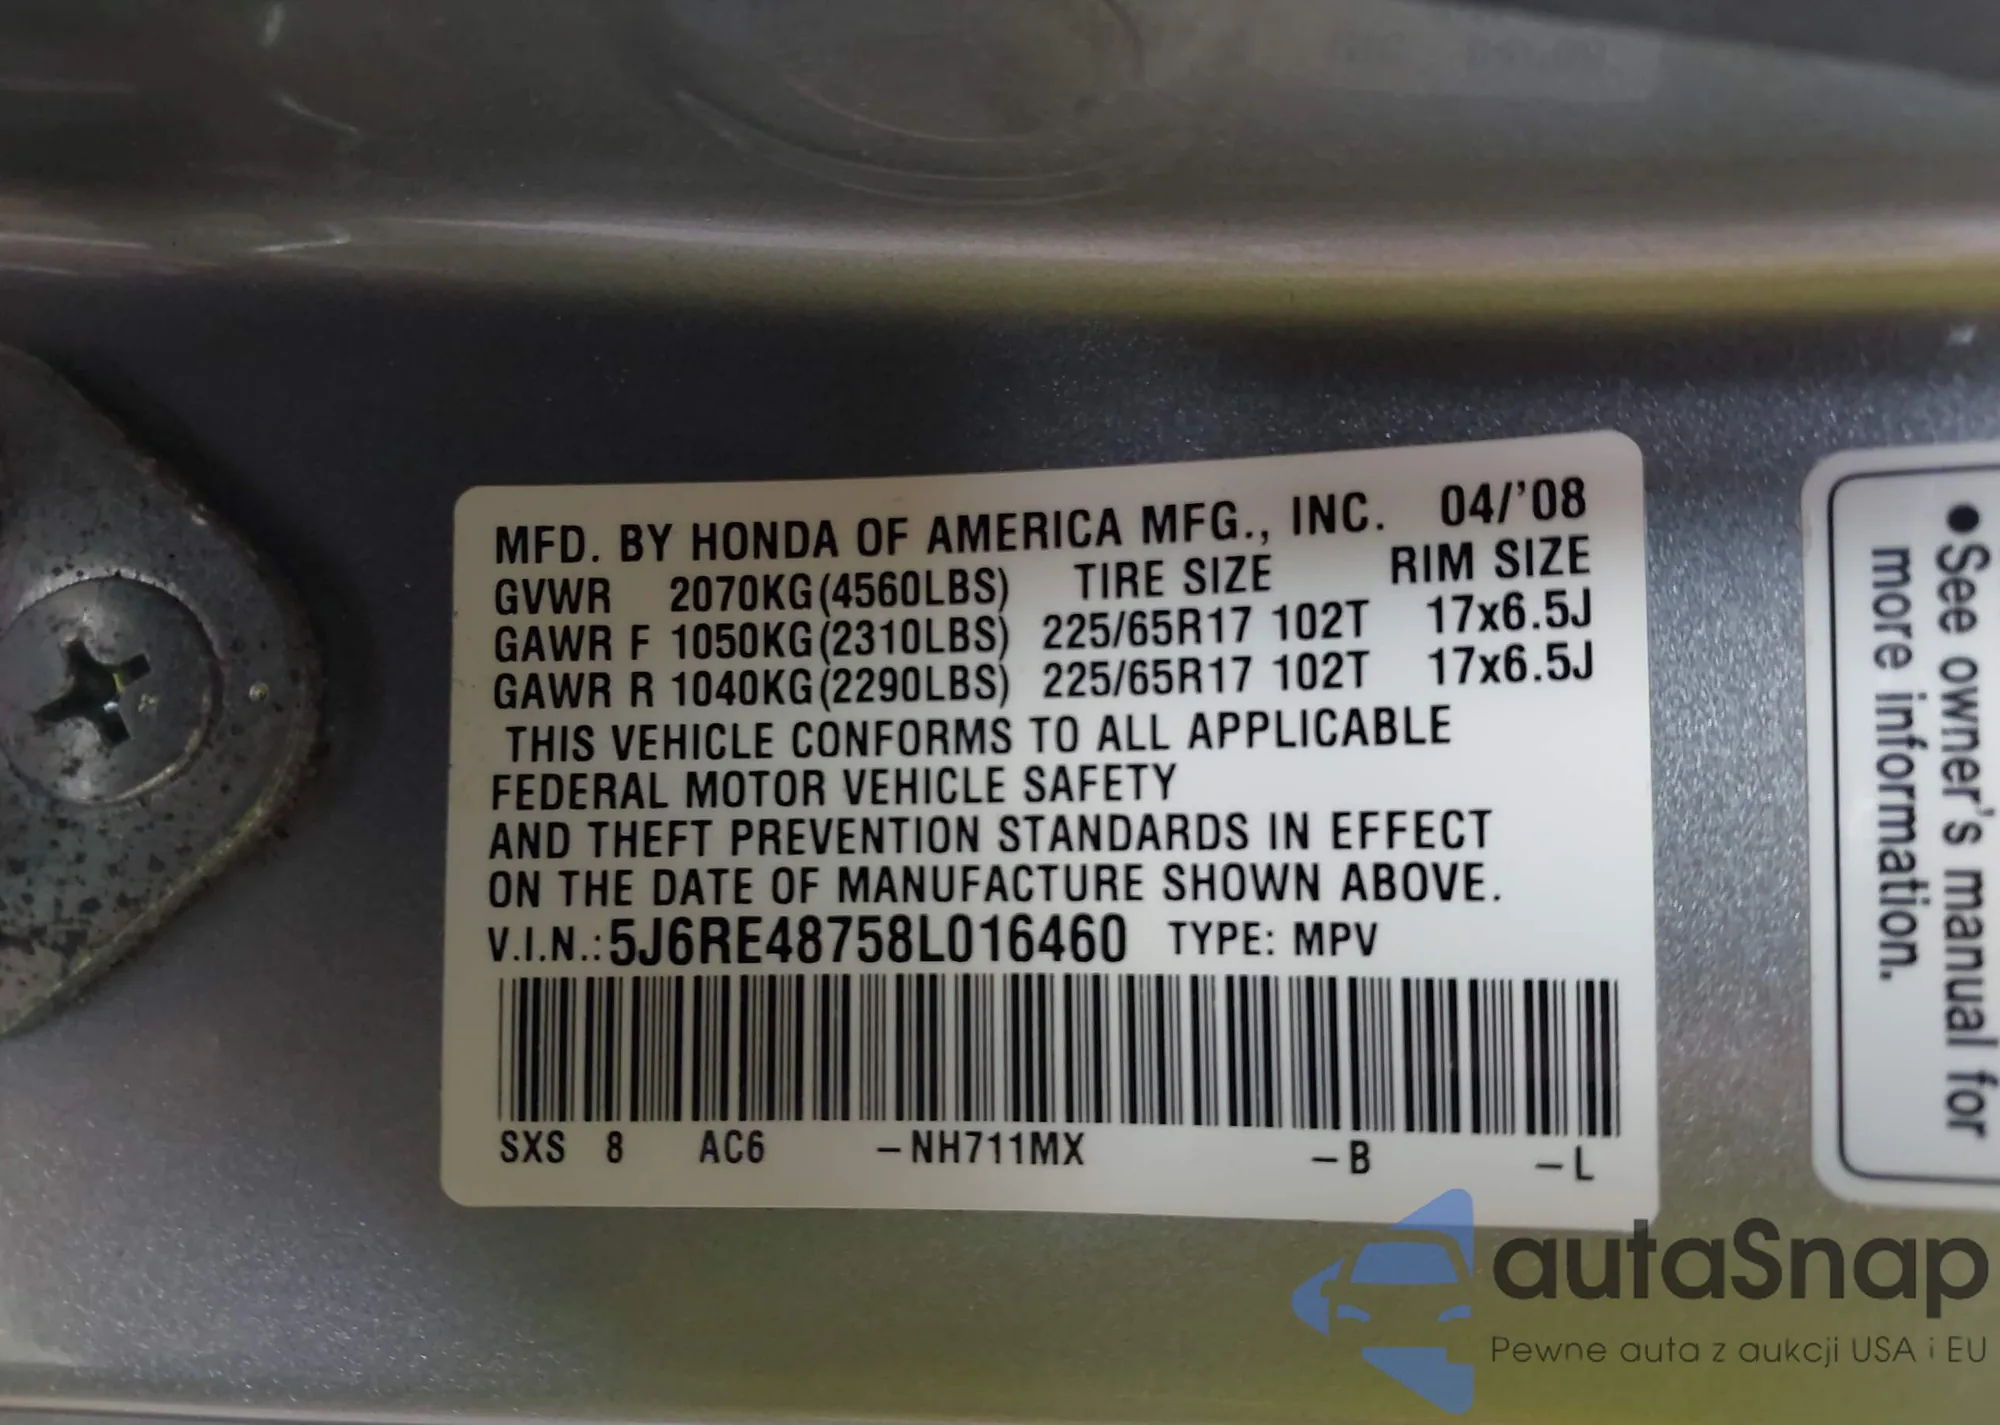 MFD. BY HONDA OF AMERICA MFG., INC. 04/'08
GVWR 2070KG(4560LBS) TIRE SIZE RIM SIZE
GAWR F 1050KG(2310LBS) 225/65R17 102T 17x6.5J
GAWR R 1040KG(2290LBS) 225/65R17 102T 17x6.5J
THIS VEHICLE CONFORMS TO ALL APPLICABLE
FEDERAL MOTOR VEHICLE SAFETY
AND THEFT PREVENTION STANDARDS IN EFFECT
ON THE DATE OF MANUFACTURE SHOWN ABOVE.
V.I.N.:5J6RE48758L016460 TYPE: MPV
SXS 8 AC6 –NH711MX –B –L
●See owner's manual for
more information.
autaSnap
Pewne auta z aukcji USA i EU